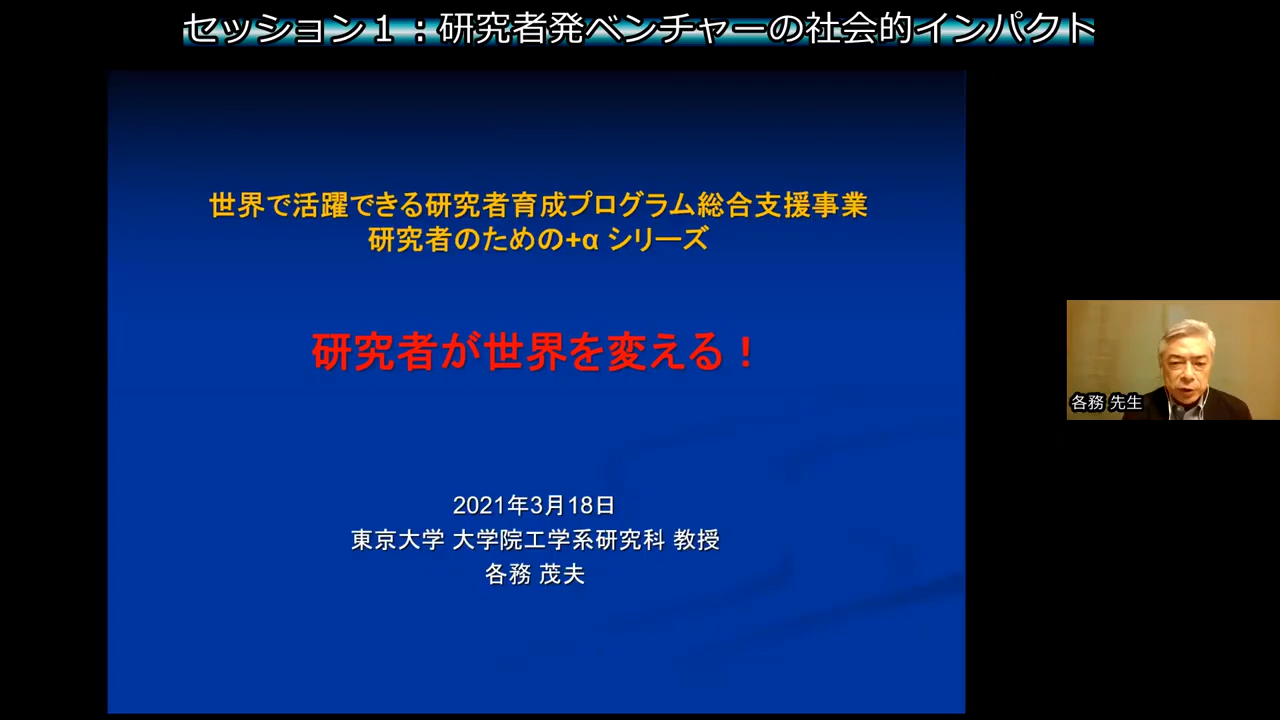 セッション１：研究者発ベンチャーの社会的インパクト
世界で活躍できる研究者育成プログラム総合支援事業
研究者のための+α シリーズ
研究者が世界を変える！
2021年3月18日
東京大学 大学院工学系研究科 教授
各務 茂夫
各務 先生